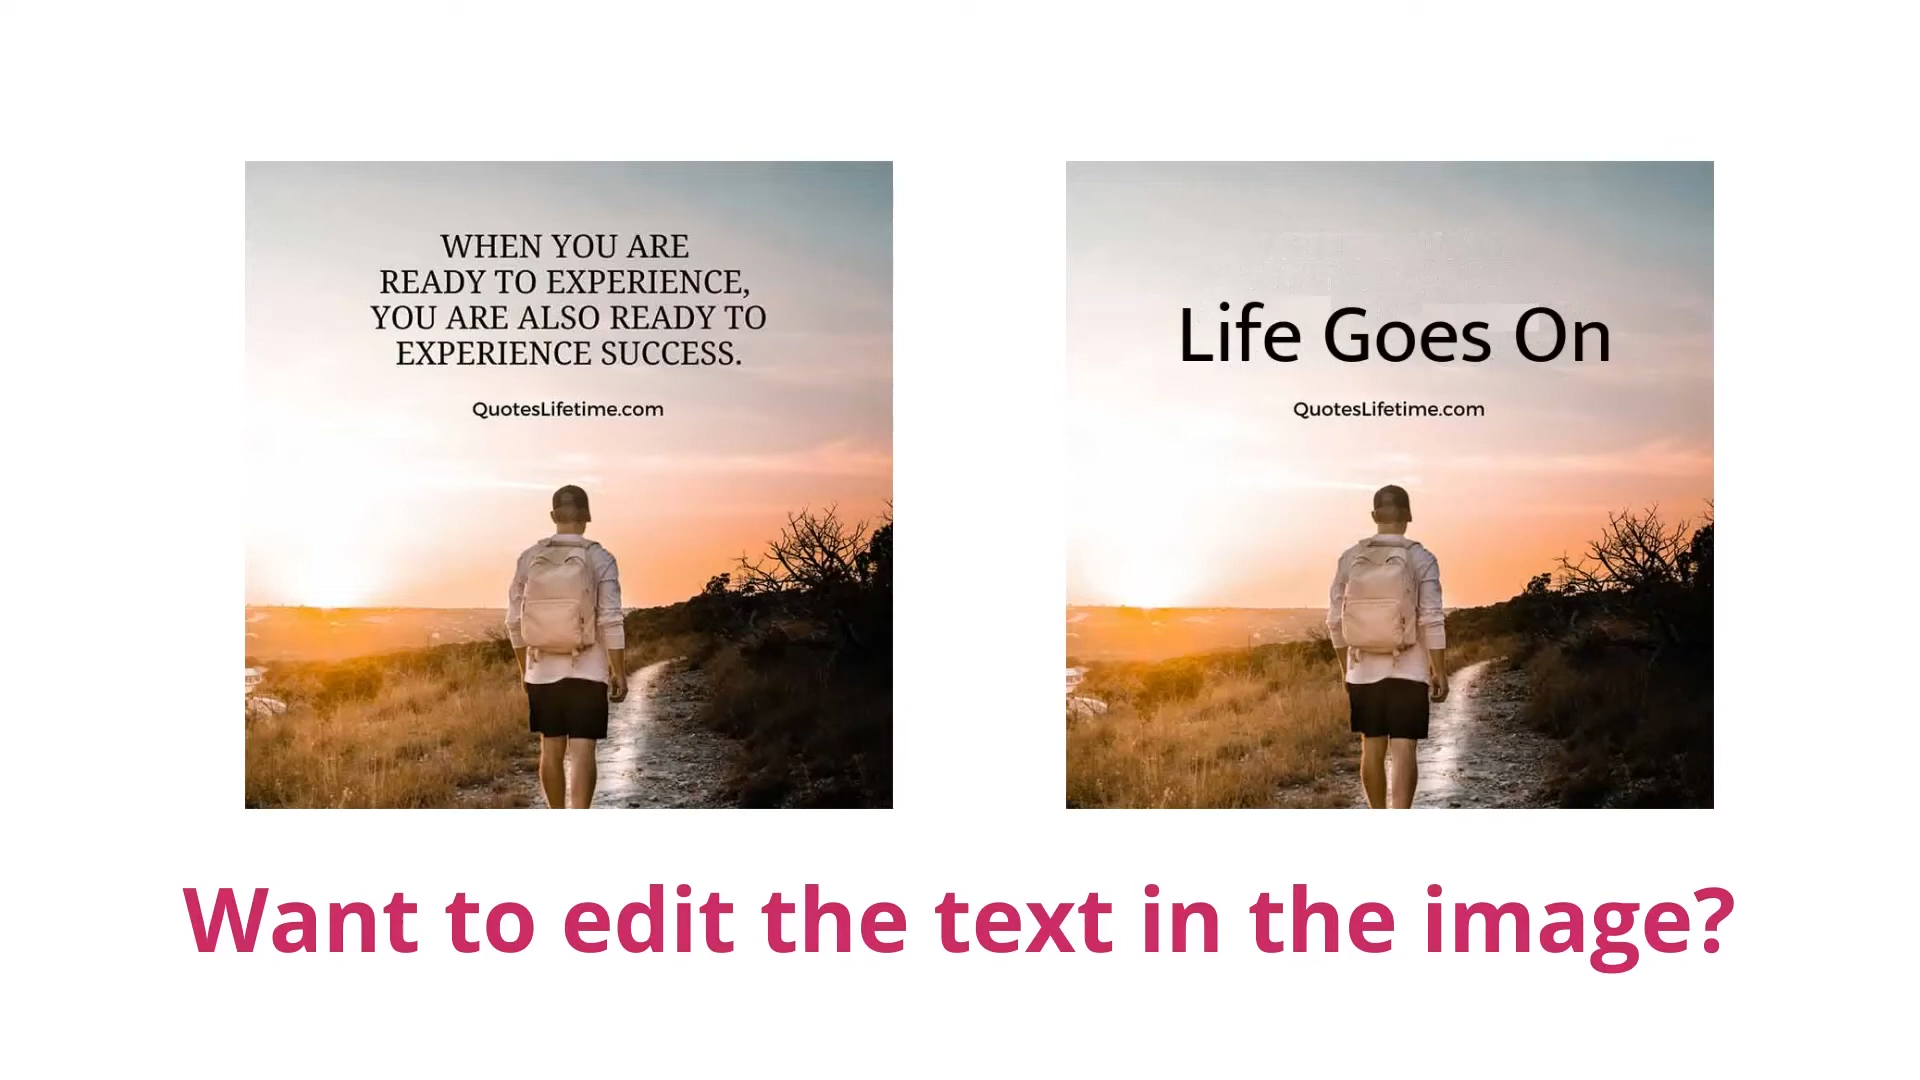 WHEN YOU ARE
READY TO EXPERIENCE,
YOU ARE ALSO READY TO
EXPERIENCE SUCCESS.
QuotesLifetime.com
Life Goes On
QuotesLifetime.com
Want to edit the text in the image?